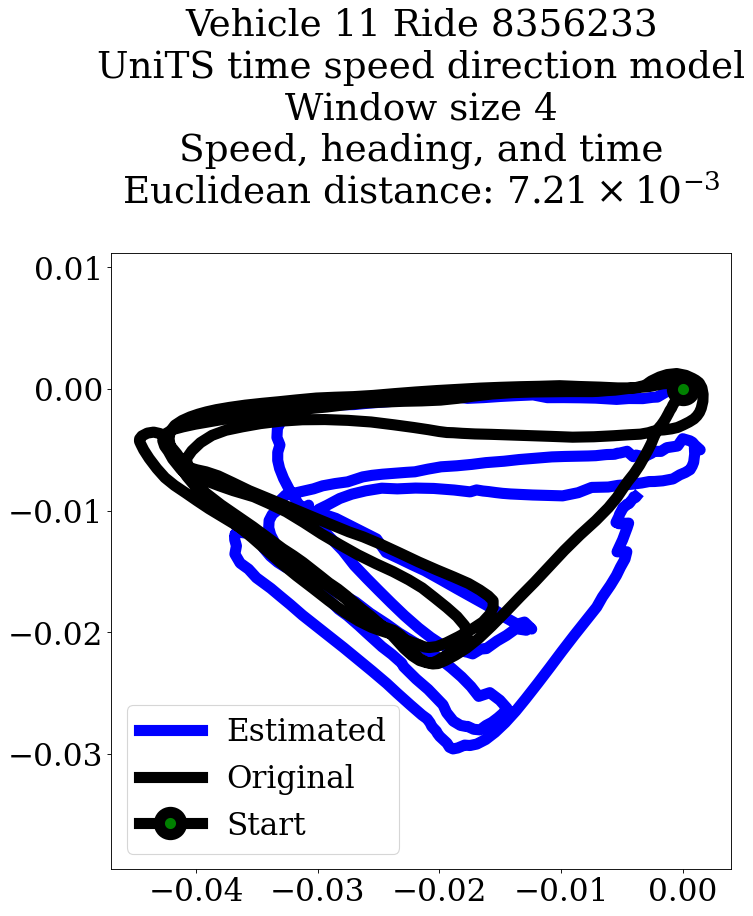 Vehicle 11 Ride 8356233
UniTS time speed direction model
Window size 4
Speed, heading, and time
Euclidean distance: 7.21 × 10⁻³
0.01
0.00
−0.01
−0.02
−0.03
Estimated
Original
Start
−0.04
−0.03
−0.02
−0.01
0.00